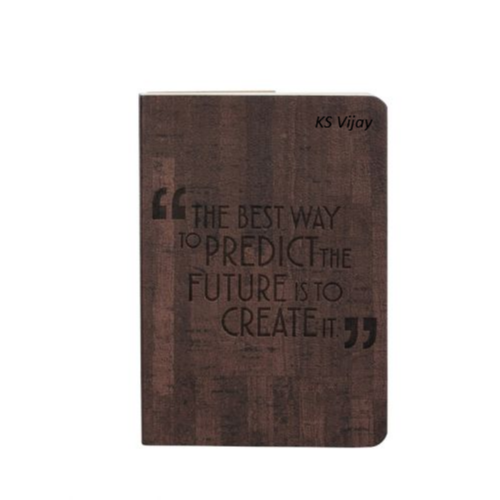 KS Vijay
“THE BEST WAY
TO PREDICT THE
FUTURE IS TO
CREATE IT”